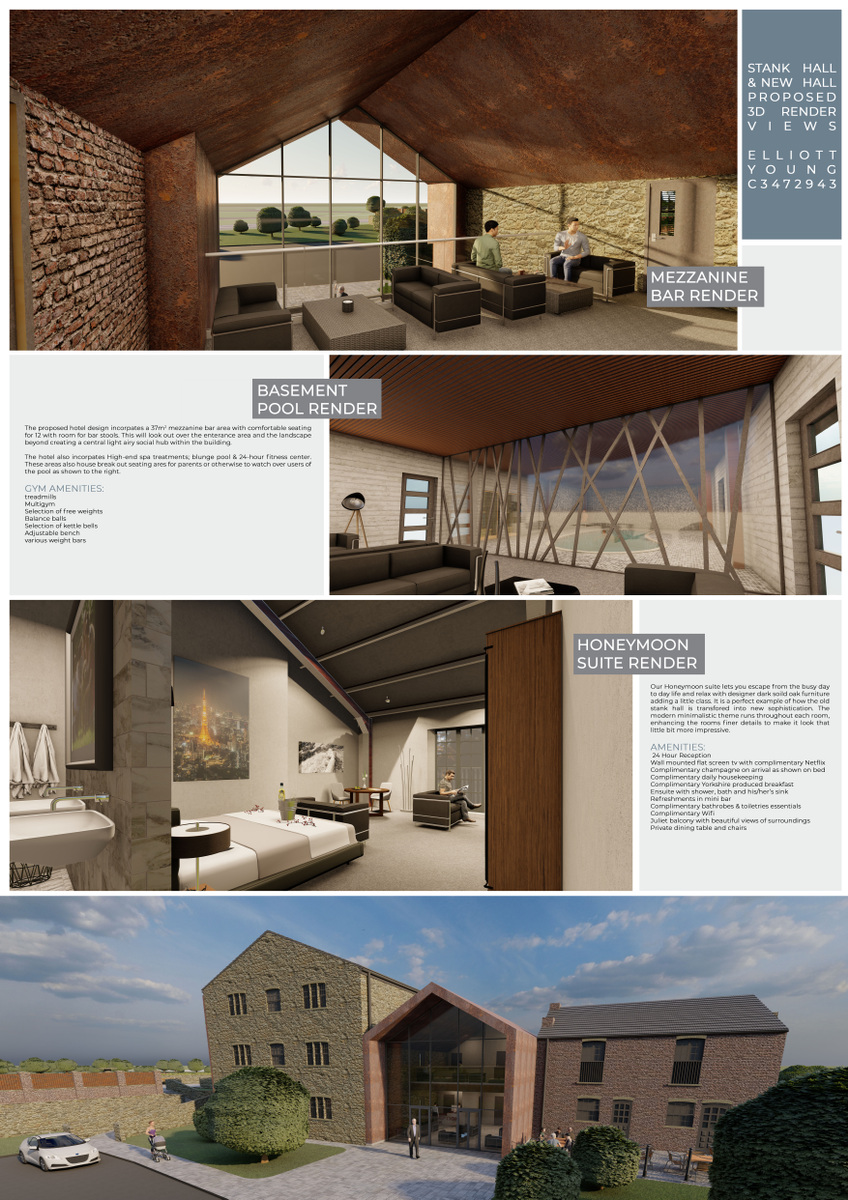 STANK HALL
& NEW HALL
PROPOSED
3D RENDER
VIEWS
ELLIOTT
YOUNG
C3472943
MEZZANINE
BAR RENDER
BASEMENT
POOL RENDER
The proposed hotel design incorpates a 37m² mezzanine bar area with comfortable seating
for 12 with room for bar stools. This will look out over the enterance area and the landscape
beyond creating a central light airy social hub within the building.
The hotel also incorpates High-end spa treatments; blunge pool & 24-hour fitness center.
These areas also house break out seating ares for parents or otherwise to watch over users of
the pool as shown to the right.
GYM AMENITIES:
treadmills
Multigym
Selection of free weights
Balance balls
Selection of kettle bells
Adjustable bench
various weight bars
HONEYMOON
SUITE RENDER
Our Honeymoon suite lets you escape from the busy day
to day life and relax with designer dark soild oak furniture
adding a little class. It is a perfect example of how the old
stank hall is transfored into new sophistication. The
modern minimalistic theme runs throughout each room,
enhancing the rooms finer details to make it look that
little bit more impressive.
AMENITIES:
24 Hour Reception
Wall mounted flat screen tv with complimentary Netflix
Complimentary champagne on arrival as shown on bed
Complimentary daily housekeeping
Complimentary Yorkshire produced breakfast
Ensuite with shower, bath and his/her's sink
Refreshments in mini bar
Complimentary bathrobes & toiletries essentials
Complimentary Wifi
Juliet balcony with beautiful views of surroundings
Private dining table and chairs